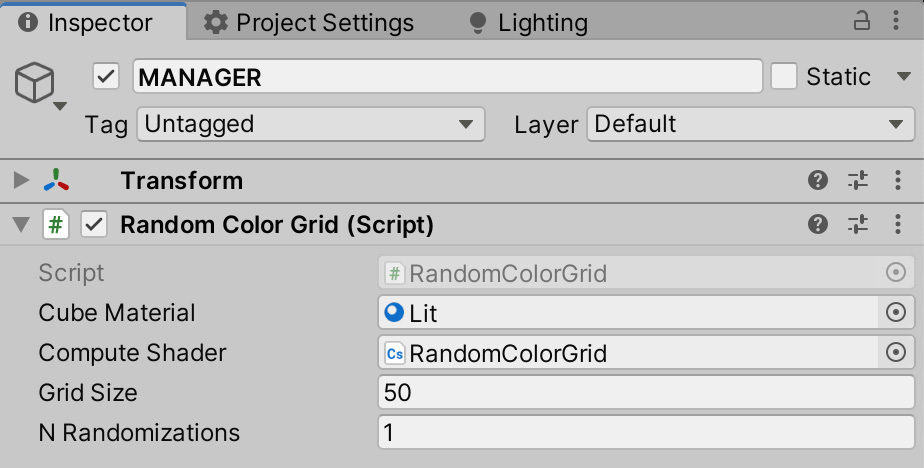 Inspector Project Settings Lighting
MANAGER Static
Tag Untagged Layer Default
Transform
# Random Color Grid (Script)
Script # RandomColorGrid
Cube Material Lit
Compute Shader Cs RandomColorGrid
Grid Size 50
N Randomizations 1